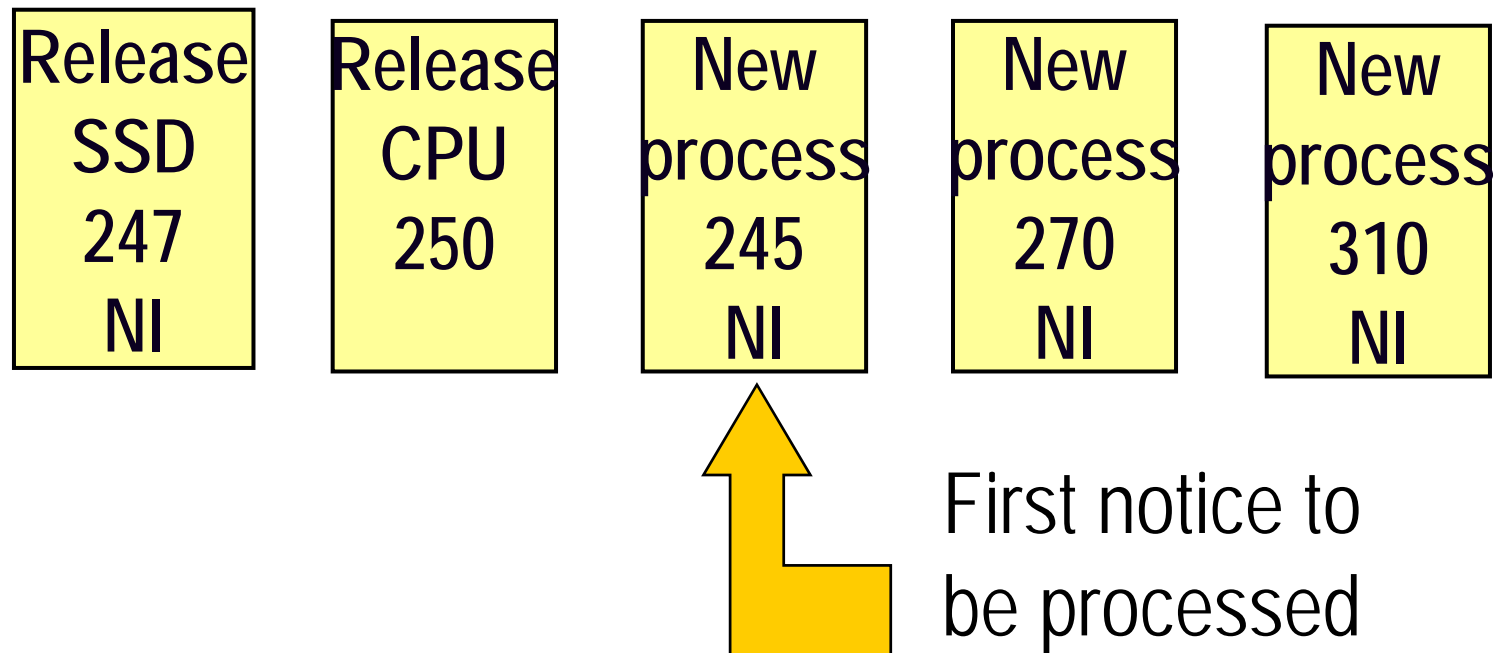 Release
SSD
247
NI
Release
CPU
250
New
process
245
NI
New
process
270
NI
New
process
310
NI
First notice to
be processed